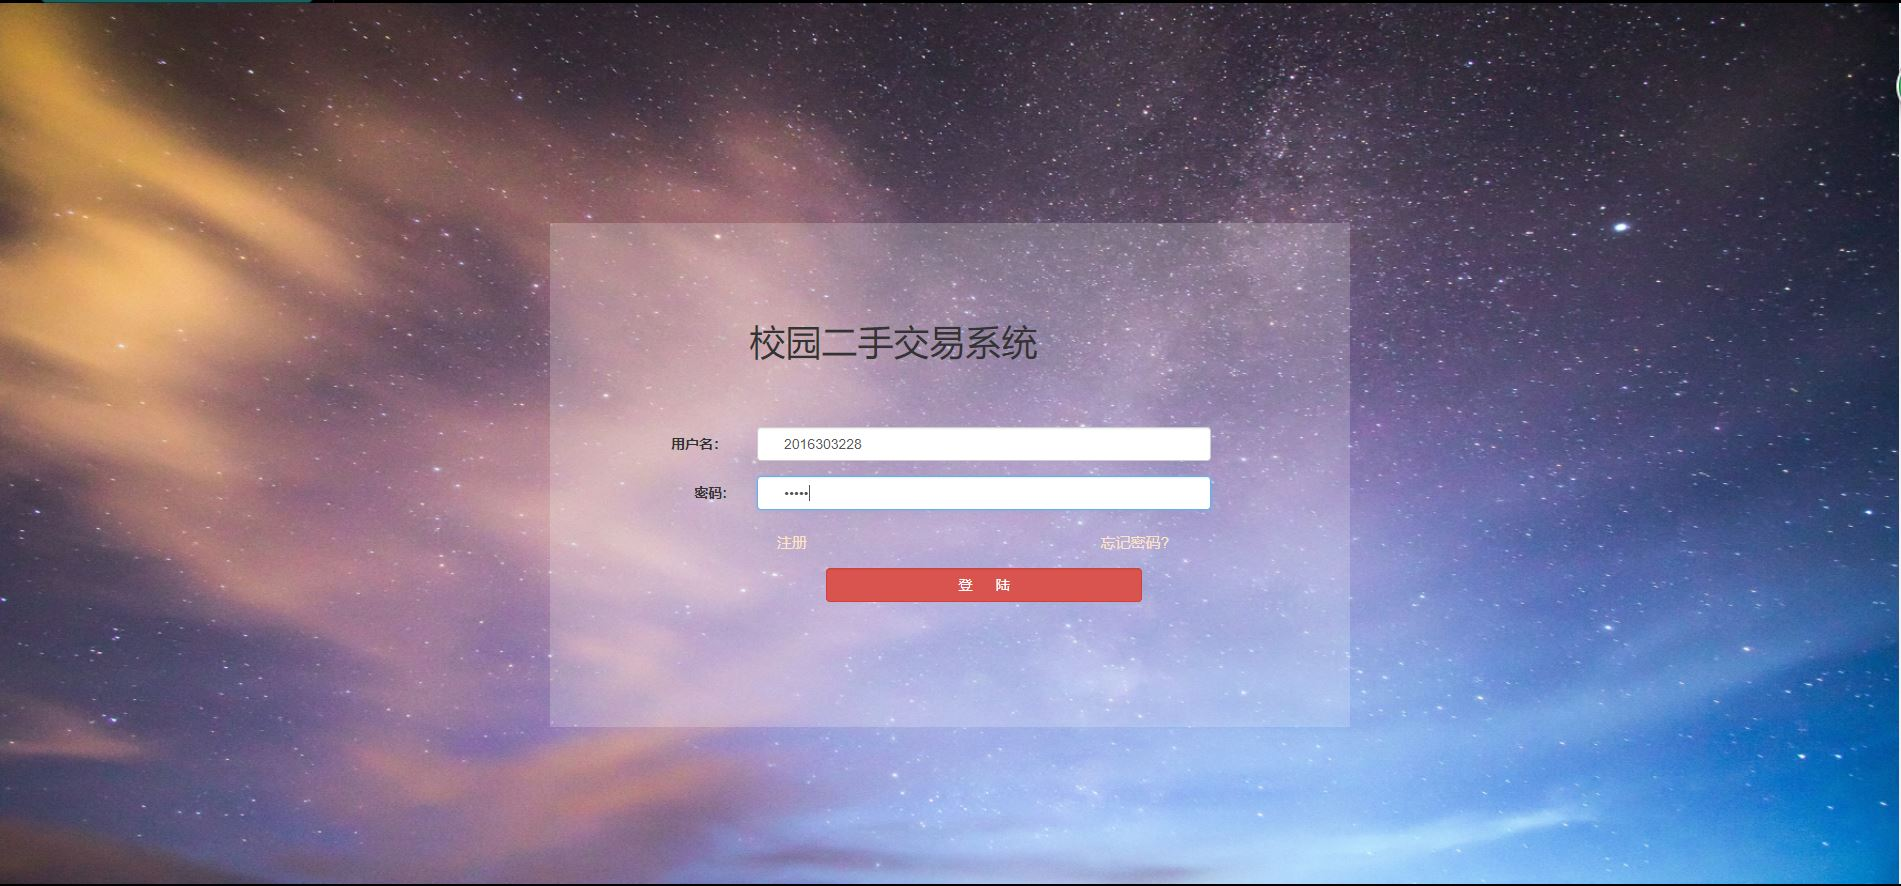 校园二手交易系统
用户名： 2016303228
密码： •••••
注册 忘记密码?
登 陆